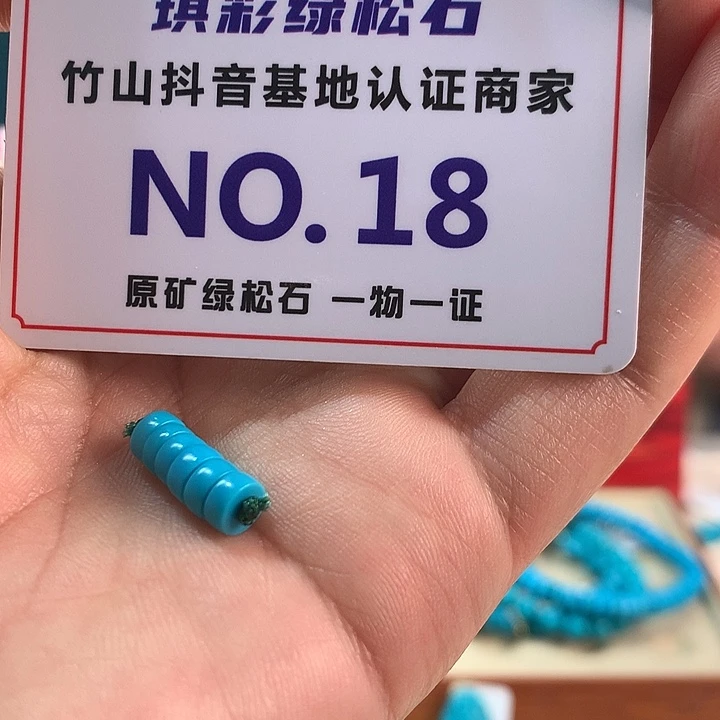 琪彩绿松石
竹山抖音基地认证商家
NO.18
原矿绿松石 一物一证